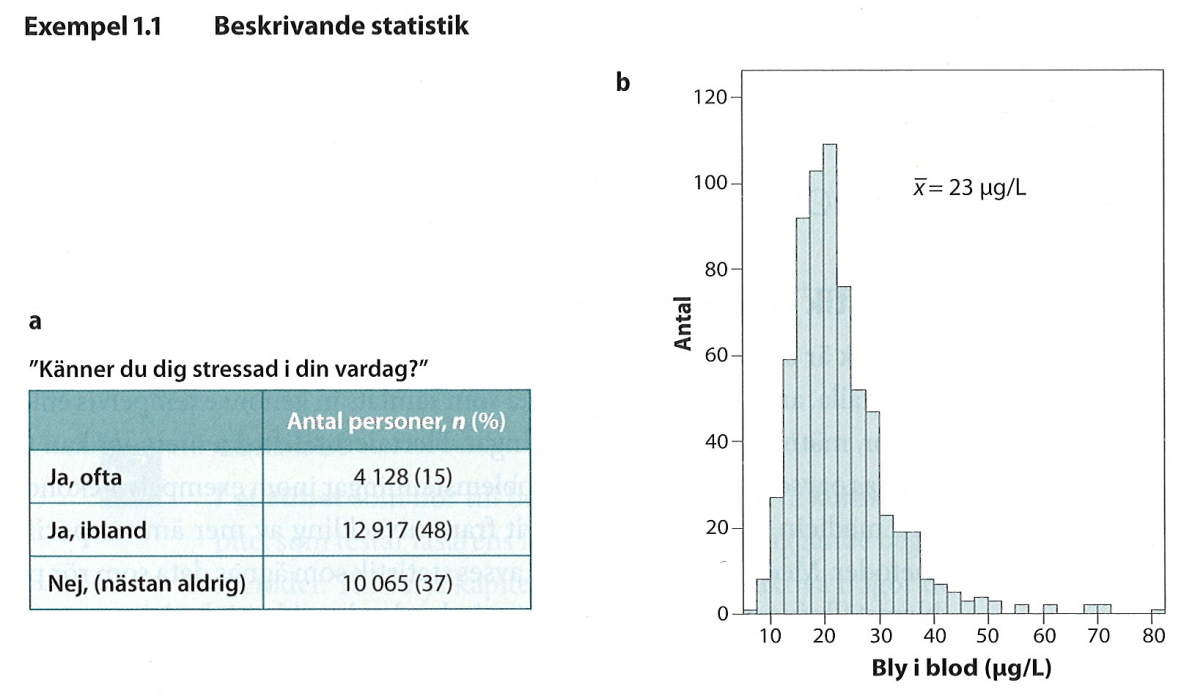 Exempel 1.1 Beskrivande statistik
a
”Känner du dig stressad i din vardag?”
Antal personer, n (%)
Ja, ofta 4 128 (15)
Ja, ibland 12 917 (48)
Nej, (nästan aldrig) 10 065 (37)
b
120
100
80
60
40
20
0
Antal
x̅ = 23 µg/L
10 20 30 40 50 60 70 80
Bly i blod (µg/L)